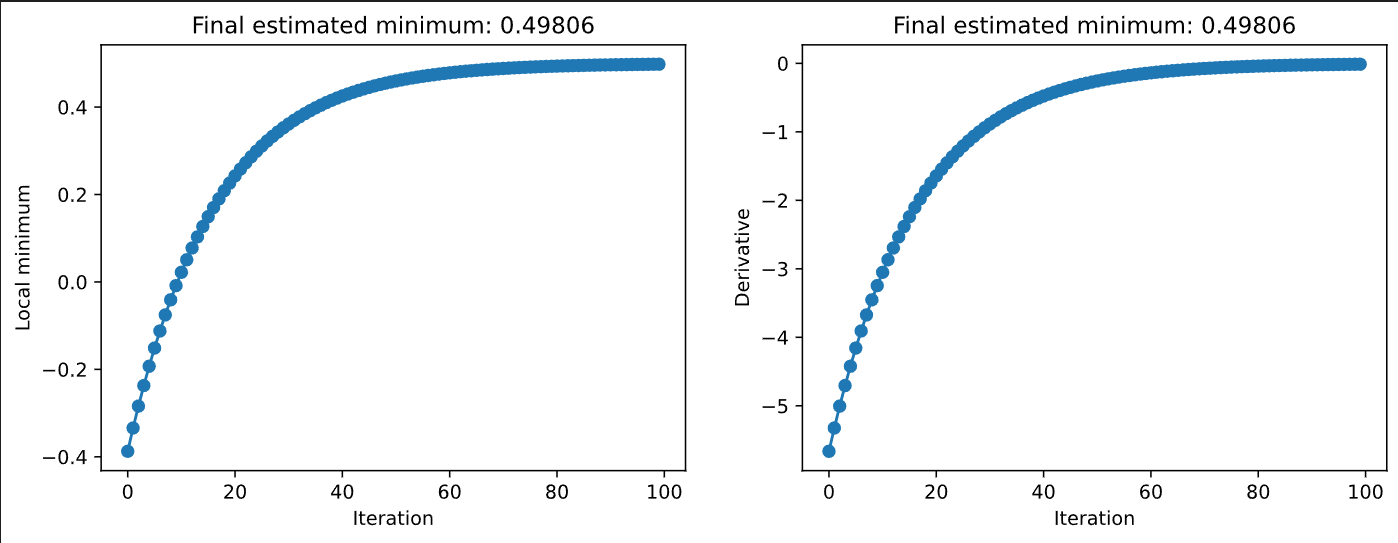 Final estimated minimum: 0.49806
Local minimum
0.4
0.2
0.0
−0.2
−0.4
0 20 40 60 80 100
Iteration
Final estimated minimum: 0.49806
Derivative
0
−1
−2
−3
−4
−5
0 20 40 60 80 100
Iteration